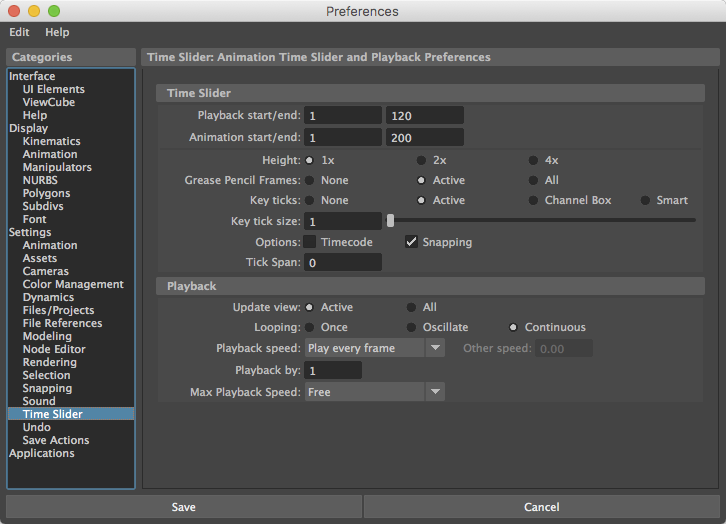 Preferences
Edit Help
Categories
Interface
UI Elements
ViewCube
Help
Display
Kinematics
Animation
Manipulators
NURBS
Polygons
Subdivs
Font
Settings
Animation
Assets
Cameras
Color Management
Dynamics
Files/Projects
File References
Modeling
Node Editor
Rendering
Selection
Snapping
Sound
Time Slider
Undo
Save Actions
Applications
Time Slider: Animation Time Slider and Playback Preferences
Time Slider
Playback start/end: 1 120
Animation start/end: 1 200
Height: 1x 2x 4x
Grease Pencil Frames: None Active All
Key ticks: None Active Channel Box Smart
Key tick size: 1
Options: Timecode Snapping
Tick Span: 0
Playback
Update view: Active All
Looping: Once Oscillate Continuous
Playback speed: Play every frame Other speed: 0.00
Playback by: 1
Max Playback Speed: Free
Save Cancel